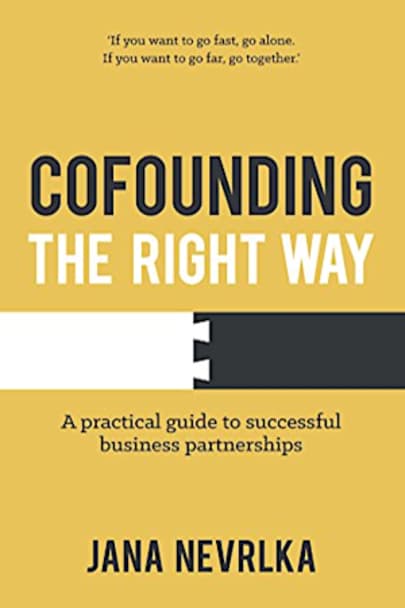 ‘If you want to go fast, go alone.
If you want to go far, go together.’
COFOUNDING
THE RIGHT WAY
A practical guide to successful
business partnerships
JANA NEVRLKA